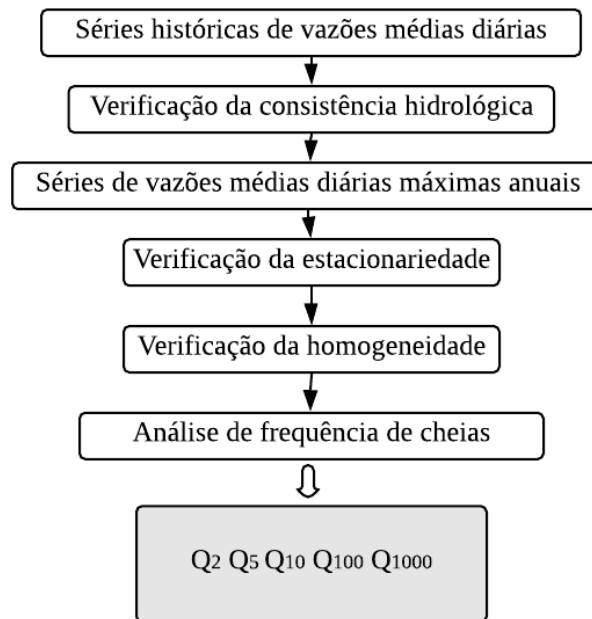 Séries históricas de vazões médias diárias
Verificação da consistência hidrológica
Séries de vazões médias diárias máximas anuais
Verificação da estacionariedade
Verificação da homogeneidade
Análise de frequência de cheias
Q2 Q5 Q10 Q100 Q1000